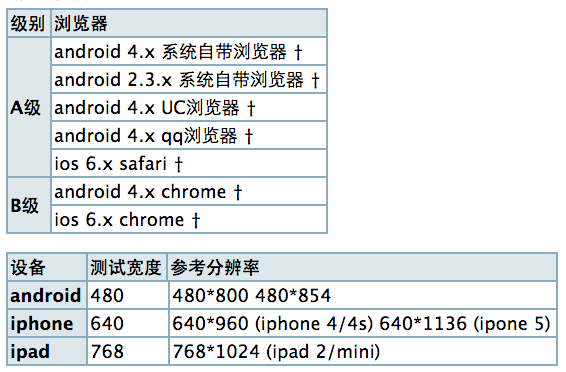 级别 浏览器
A级
android 4.x 系统自带浏览器 †
android 2.3.x 系统自带浏览器 †
android 4.x UC浏览器 †
android 4.x qq浏览器 †
ios 6.x safari †
B级
android 4.x chrome †
ios 6.x chrome †
设备 测试宽度 参考分辨率
android 480 480*800 480*854
iphone 640 640*960 (iphone 4/4s) 640*1136 (ipone 5)
ipad 768 768*1024 (ipad 2/mini)